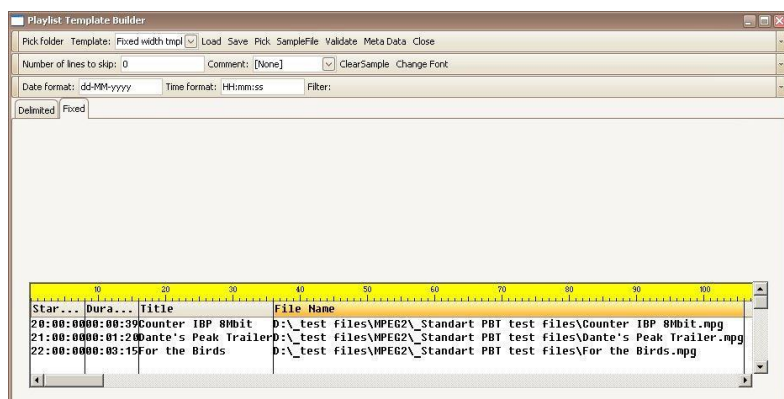 Playlist Template Builder
Pick folder Template: Fixed width tmpl Load Save Pick SampleFile Validate Meta Data Close
Number of lines to skip: 0 Comment: [None] ClearSample Change Font
Date format: dd-MM-yyyy Time format: HH:mm:ss Filter:
Delimited Fixed
10 20 30 40 50 60 70 80 90 100
Star... Dura... Title File Name
20:00:0000:00:39Counter IBP 8Mbit D:\_test files\MPEG2\_Standart PBT test files\Counter IBP 8Mbit.mpg
21:00:0000:01:20Dante's Peak TrailerD:\_test files\MPEG2\_Standart PBT test files\Dante's Peak Trailer.mpg
22:00:0000:03:15For the Birds D:\_test files\MPEG2\_Standart PBT test files\For the Birds.mpg